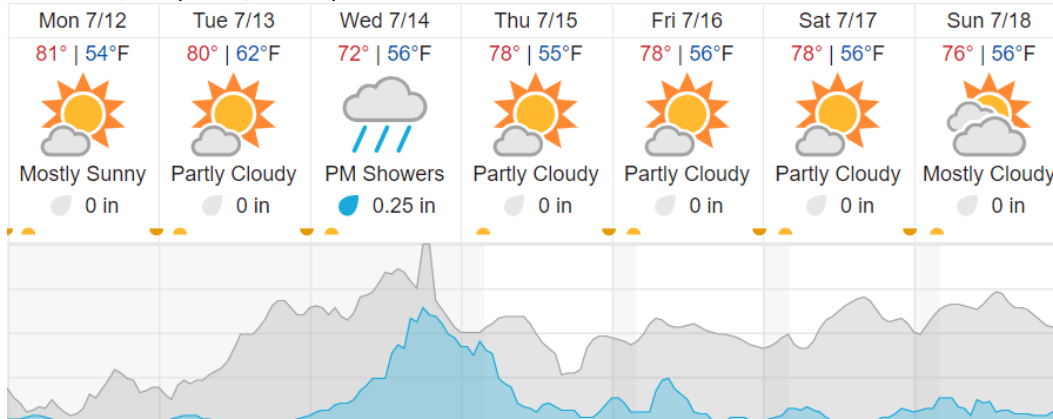 Mon 7/12 Tue 7/13 Wed 7/14 Thu 7/15 Fri 7/16 Sat 7/17 Sun 7/18
81° | 54°F 80° | 62°F 72° | 56°F 78° | 55°F 78° | 56°F 78° | 56°F 76° | 56°F
Mostly Sunny Partly Cloudy PM Showers Partly Cloudy Partly Cloudy Partly Cloudy Mostly Cloudy
0 in 0 in 0.25 in 0 in 0 in 0 in 0 in